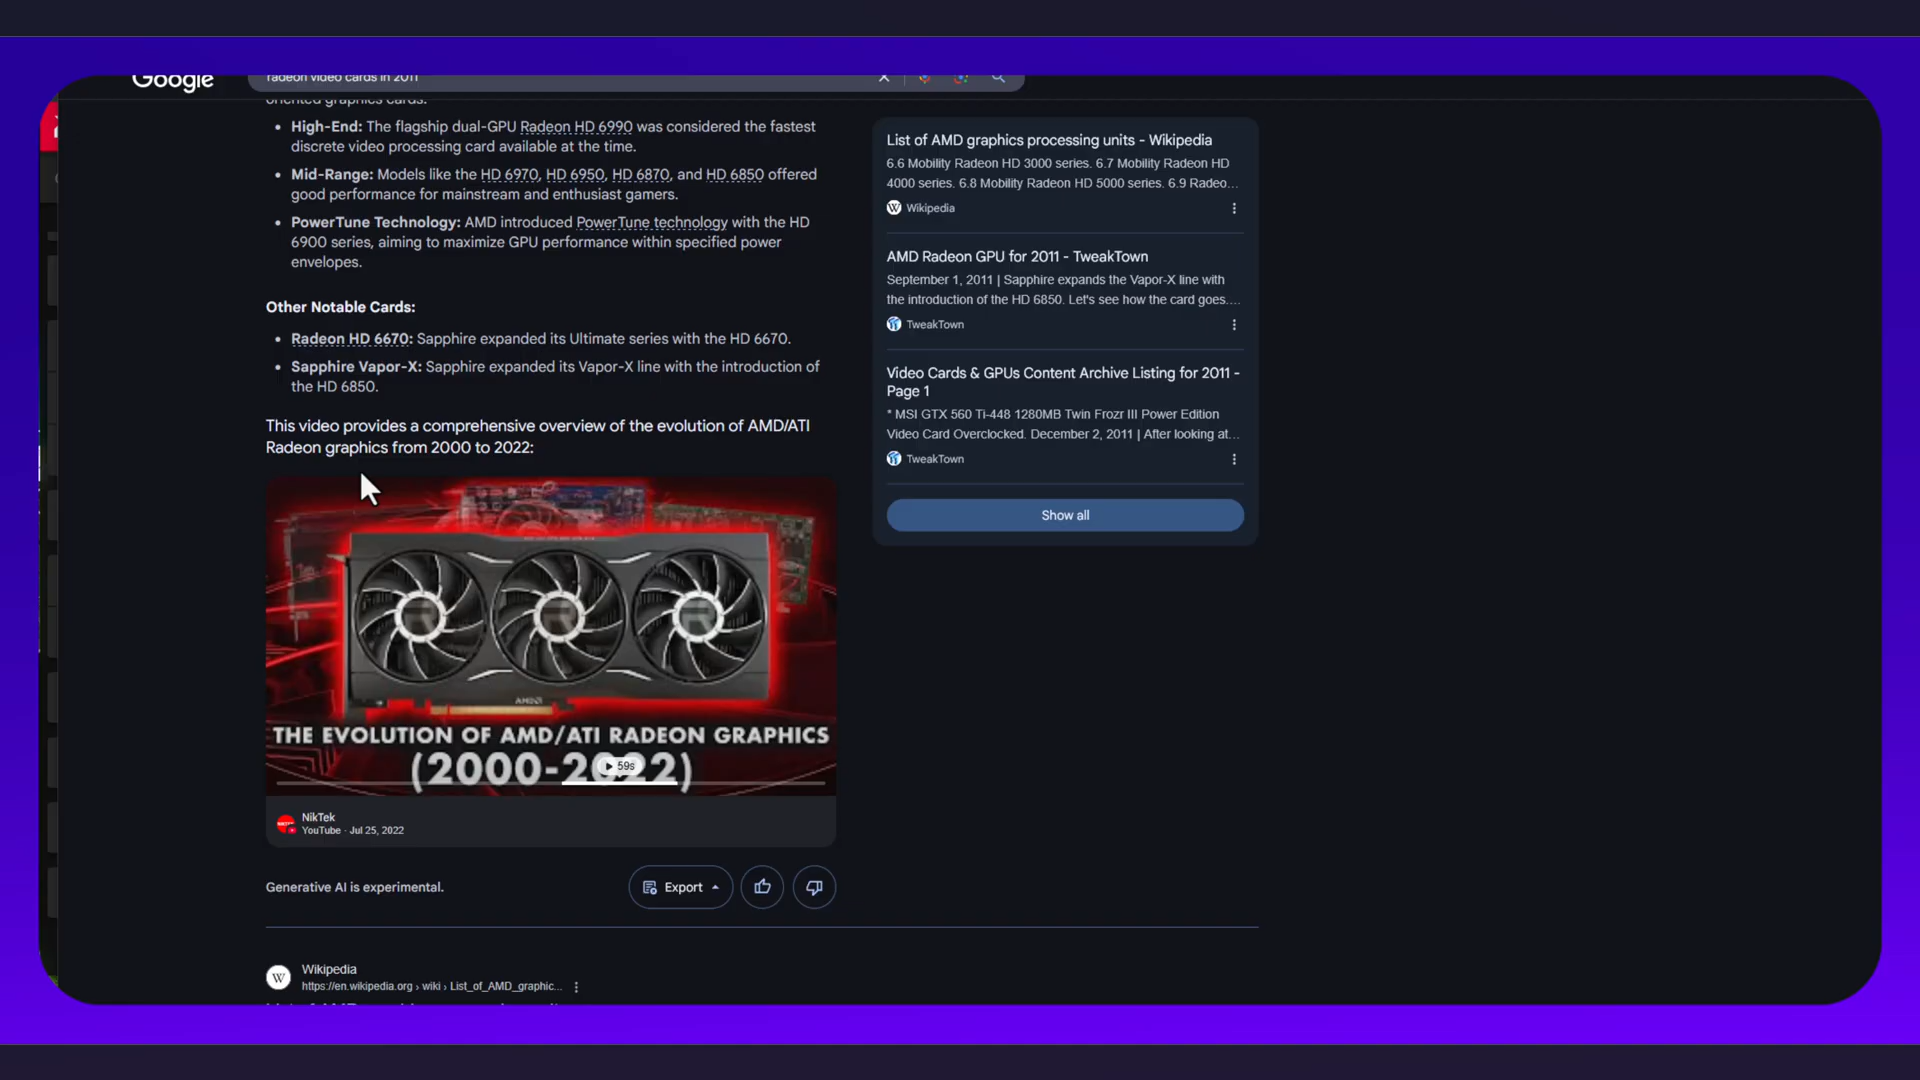 Google
radeon video cards in 2011
oriented graphics cards.
• High-End: The flagship dual-GPU Radeon HD 6990 was considered the fastest
discrete video processing card available at the time.
• Mid-Range: Models like the HD 6970, HD 6950, HD 6870, and HD 6850 offered
good performance for mainstream and enthusiast gamers.
• PowerTune Technology: AMD introduced PowerTune technology with the HD
6900 series, aiming to maximize GPU performance within specified power
envelopes.
Other Notable Cards:
• Radeon HD 6670: Sapphire expanded its Ultimate series with the HD 6670.
• Sapphire Vapor-X: Sapphire expanded its Vapor-X line with the introduction of
the HD 6850.
This video provides a comprehensive overview of the evolution of AMD/ATI
Radeon graphics from 2000 to 2022:
THE EVOLUTION OF AMD/ATI RADEON GRAPHICS
(2000-2022)
59s
NikTek
YouTube · Jul 25, 2022
Generative AI is experimental.
Export
Wikipedia
https://en.wikipedia.org › wiki › List_of_AMD_graphic...
List of AMD graphics processing units - Wikipedia
6.6 Mobility Radeon HD 3000 series. 6.7 Mobility Radeon HD
4000 series. 6.8 Mobility Radeon HD 5000 series. 6.9 Radeo...
Wikipedia
AMD Radeon GPU for 2011 - TweakTown
September 1, 2011 | Sapphire expands the Vapor-X line with
the introduction of the HD 6850. Let's see how the card goes....
TweakTown
Video Cards & GPUs Content Archive Listing for 2011 -
Page 1
* MSI GTX 560 Ti-448 1280MB Twin Frozr III Power Edition
Video Card Overclocked. December 2, 2011 | After looking at...
TweakTown
Show all